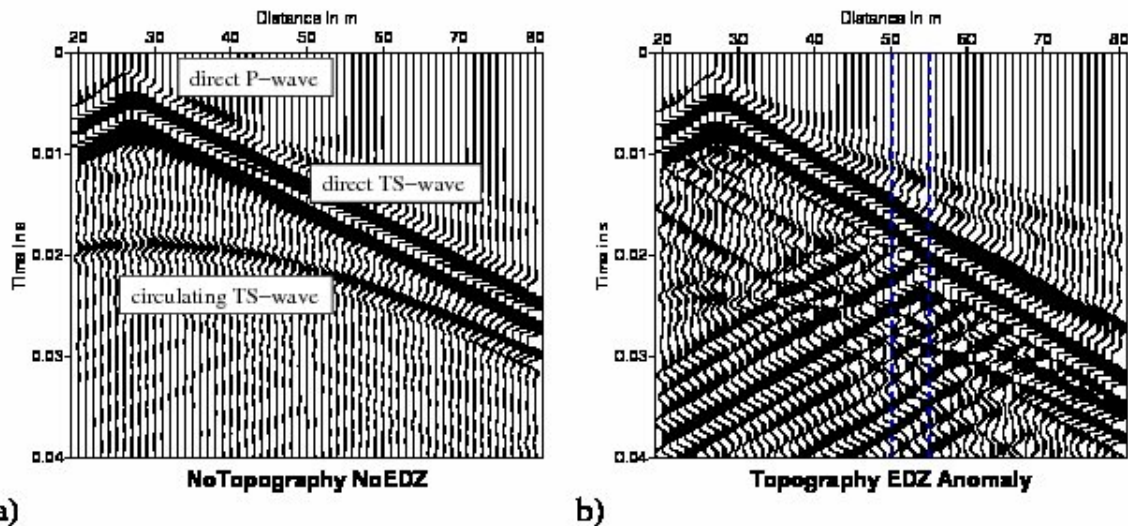 Distance in m
20 30 40 50 60 70 80
0
direct P-wave
0.01
direct TS-wave
Time in s
0.02
circulating TS-wave
0.03
0.04
NoTopography NoEDZ
a)
Distance in m
20 30 40 50 60 70 80
0
0.01
Time in s
0.02
0.03
0.04
Topography EDZ Anomaly
b)